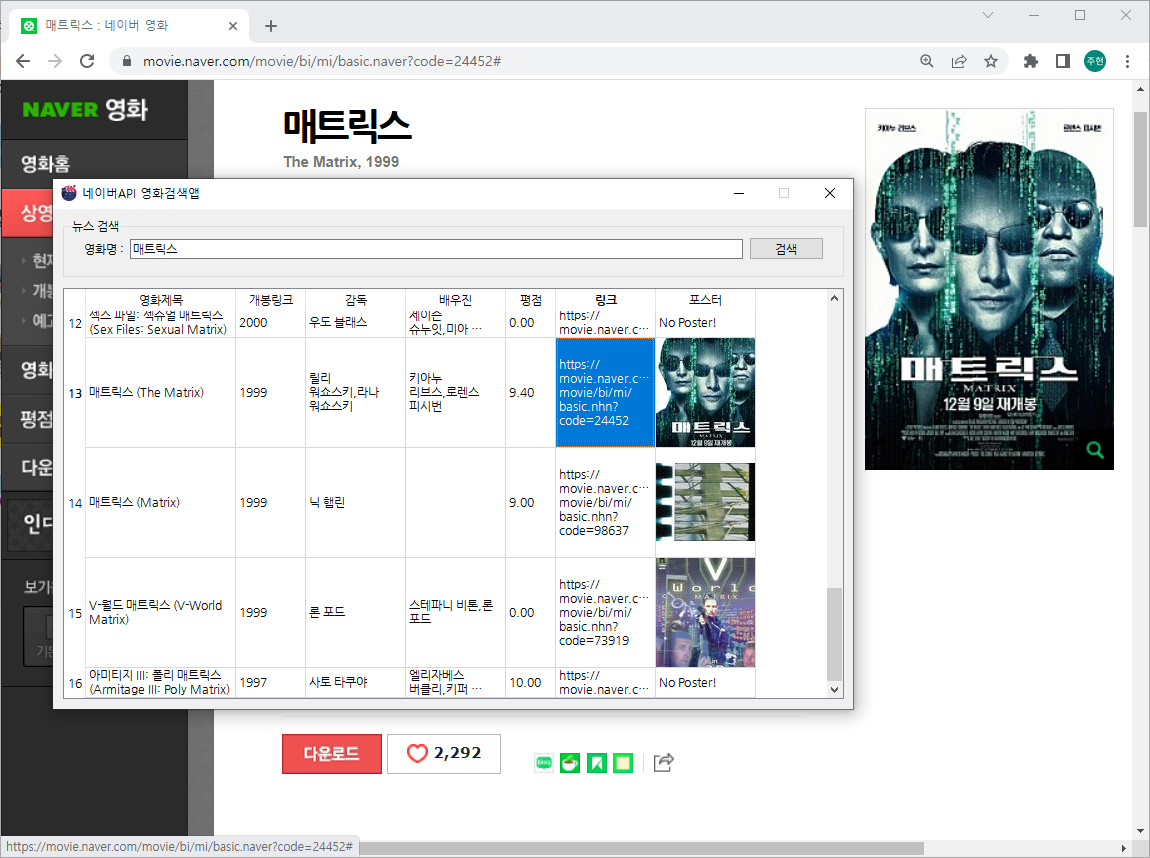 매트릭스 : 네이버 영화
movie.naver.com/movie/bi/mi/basic.naver?code=24452#
주현
NAVER 영화
영화홈
상영
현재
개봉
예고
영화
평점
다운
인디
보기
매트릭스
The Matrix, 1999
키아누 리브스
로렌스 피시번
매트릭스
MATRIX
12월 9일 재개봉
네이버API 영화검색앱
뉴스 검색
영화명 :
매트릭스
검색
영화제목 개봉링크 감독 배우진 평점 링크 포스터
12
섹스 파일: 섹슈얼 매트릭스
(Sex Files: Sexual Matrix)
2000
우도 블래스
제이슨
슈누잇,미아 …
0.00
https://
movie.naver.c…
No Poster!
13
매트릭스 (The Matrix)
1999
릴리
워쇼스키,라나
워쇼스키
키아누
리브스,로렌스
피시번
9.40
https://
movie.naver.c…
movie/bi/mi/
basic.nhn?
code=24452
매트릭스
MATRIX
12월 9일 재개봉
14
매트릭스 (Matrix)
1999
닉 햄린
9.00
https://
movie.naver.c…
movie/bi/mi/
basic.nhn?
code=98637
15
V-월드 매트릭스 (V-World
Matrix)
1999
론 포드
스테파니 비톤,론
포드
0.00
https://
movie.naver.c…
movie/bi/mi/
basic.nhn?
code=73919
V World
MATRIX
16
아미티지 III: 폴리 매트릭스
(Armitage III: Poly Matrix)
1997
사토 타쿠야
엘리자베스
버클리,키퍼 …
10.00
https://
movie.naver.c…
No Poster!
다운로드
2,292
https://movie.naver.com/movie/bi/mi/basic.naver?code=24452#